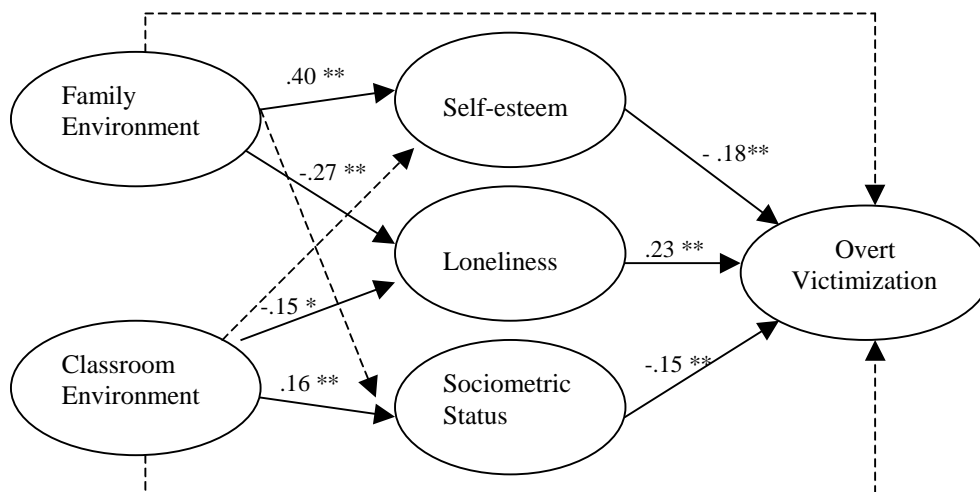 .40 **
Family
Environment
Self-esteem
- .18**
-.27 **
Loneliness
.23 **
Overt
Victimization
-.15 *
Classroom
Environment
.16 **
Sociometric
Status
-.15 **